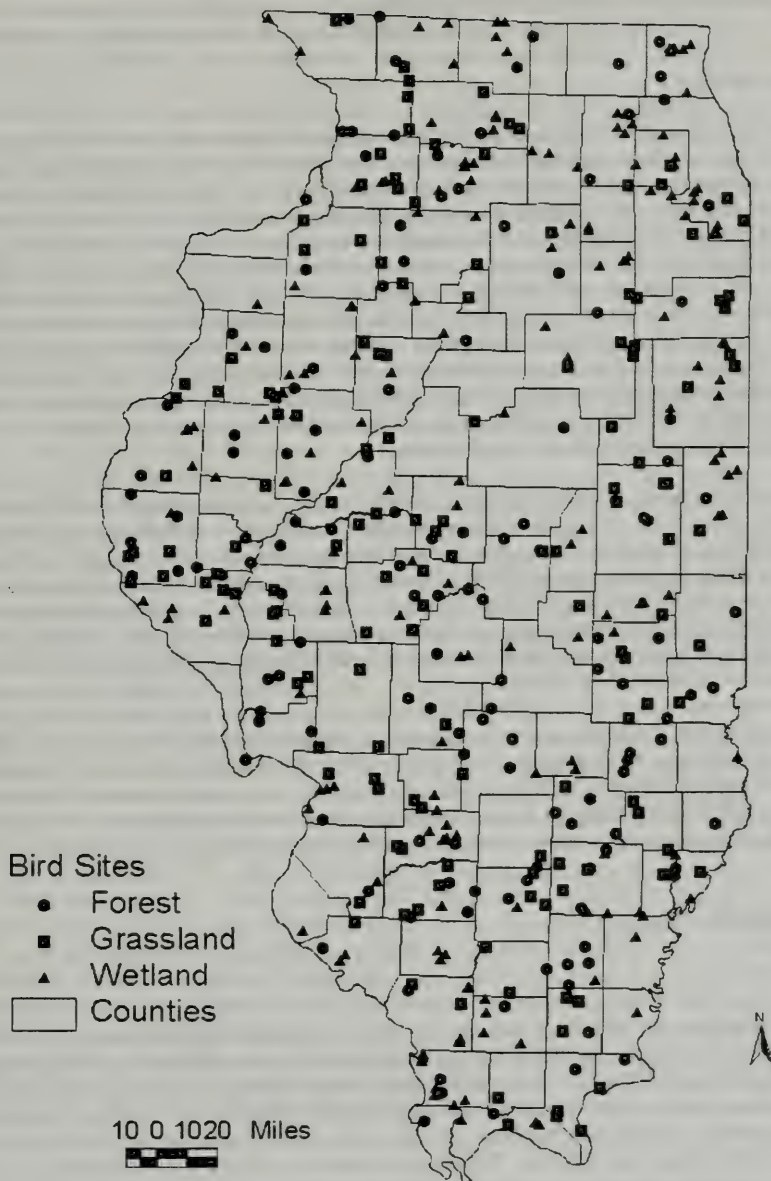 Bird Sites
Forest
Grassland
Wetland
Counties
N
10 0 1020 Miles